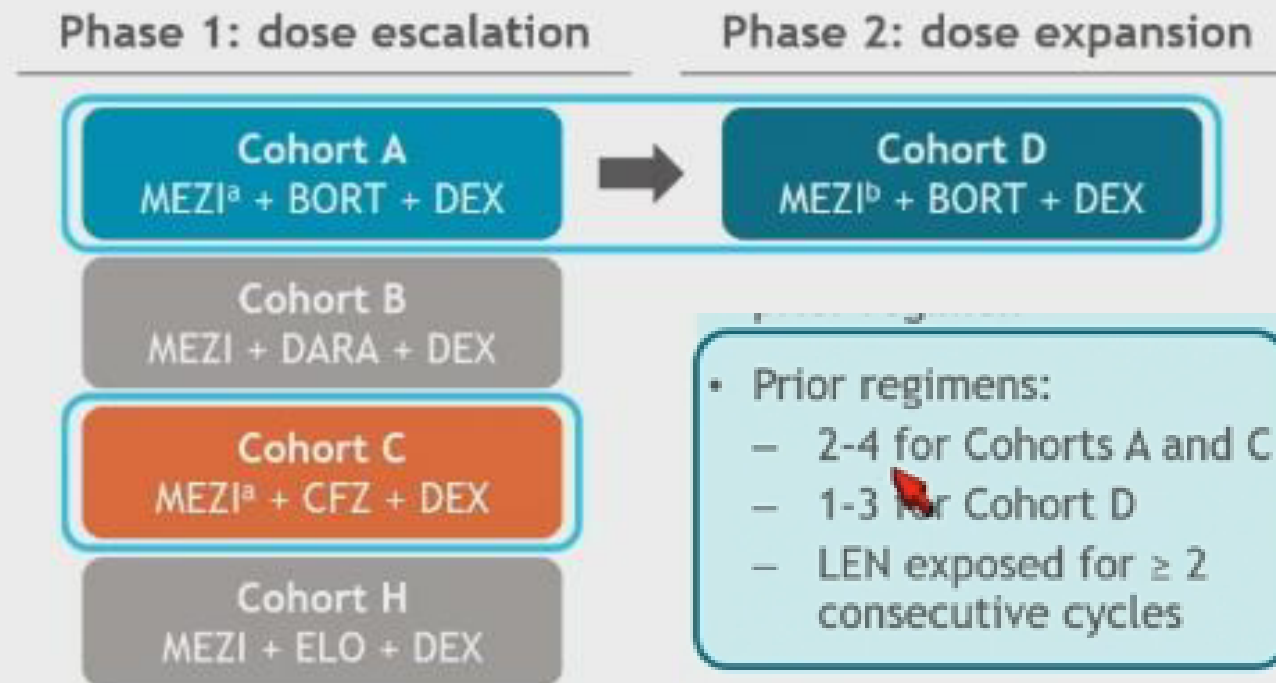 Phase 1: dose escalation
Phase 2: dose expansion
Cohort A
MEZIᵃ + BORT + DEX
Cohort D
MEZIᵇ + BORT + DEX
Cohort B
MEZI + DARA + DEX
Cohort C
MEZIᵃ + CFZ + DEX
Cohort H
MEZI + ELO + DEX
• Prior regimens:
– 2-4 for Cohorts A and C
– 1-3 for Cohort D
– LEN exposed for ≥ 2
consecutive cycles